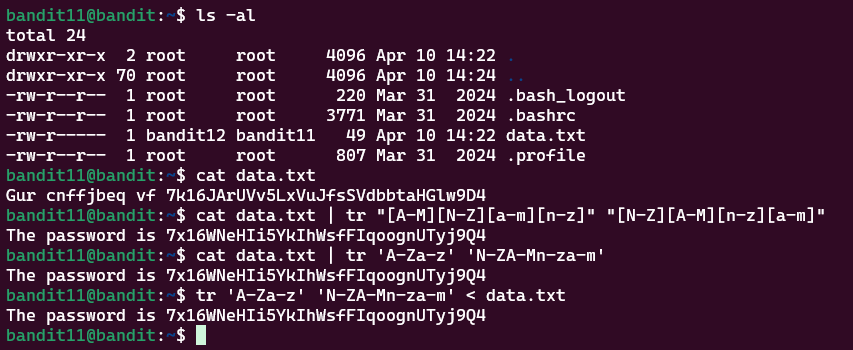 bandit11@bandit:~$ ls -al
total 24
drwxr-xr-x  2 root     root     4096 Apr 10 14:22 .
drwxr-xr-x 70 root     root     4096 Apr 10 14:24 ..
-rw-r--r--  1 root     root      220 Mar 31  2024 .bash_logout
-rw-r--r--  1 root     root     3771 Mar 31  2024 .bashrc
-rw-r-----  1 bandit12 bandit11   49 Apr 10 14:22 data.txt
-rw-r--r--  1 root     root      807 Mar 31  2024 .profile
bandit11@bandit:~$ cat data.txt
Gur cnffjbeq vf 7k16JArUVv5LxVuJfsSVdbbtaHGlw9D4
bandit11@bandit:~$ cat data.txt | tr "[A-M][N-Z][a-m][n-z]" "[N-Z][A-M][n-z][a-m]"
The password is 7x16WNeHIi5YkIhWsfFIqoognUTyj9Q4
bandit11@bandit:~$ cat data.txt | tr 'A-Za-z' 'N-ZA-Mn-za-m'
The password is 7x16WNeHIi5YkIhWsfFIqoognUTyj9Q4
bandit11@bandit:~$ tr 'A-Za-z' 'N-ZA-Mn-za-m' < data.txt
The password is 7x16WNeHIi5YkIhWsfFIqoognUTyj9Q4
bandit11@bandit:~$